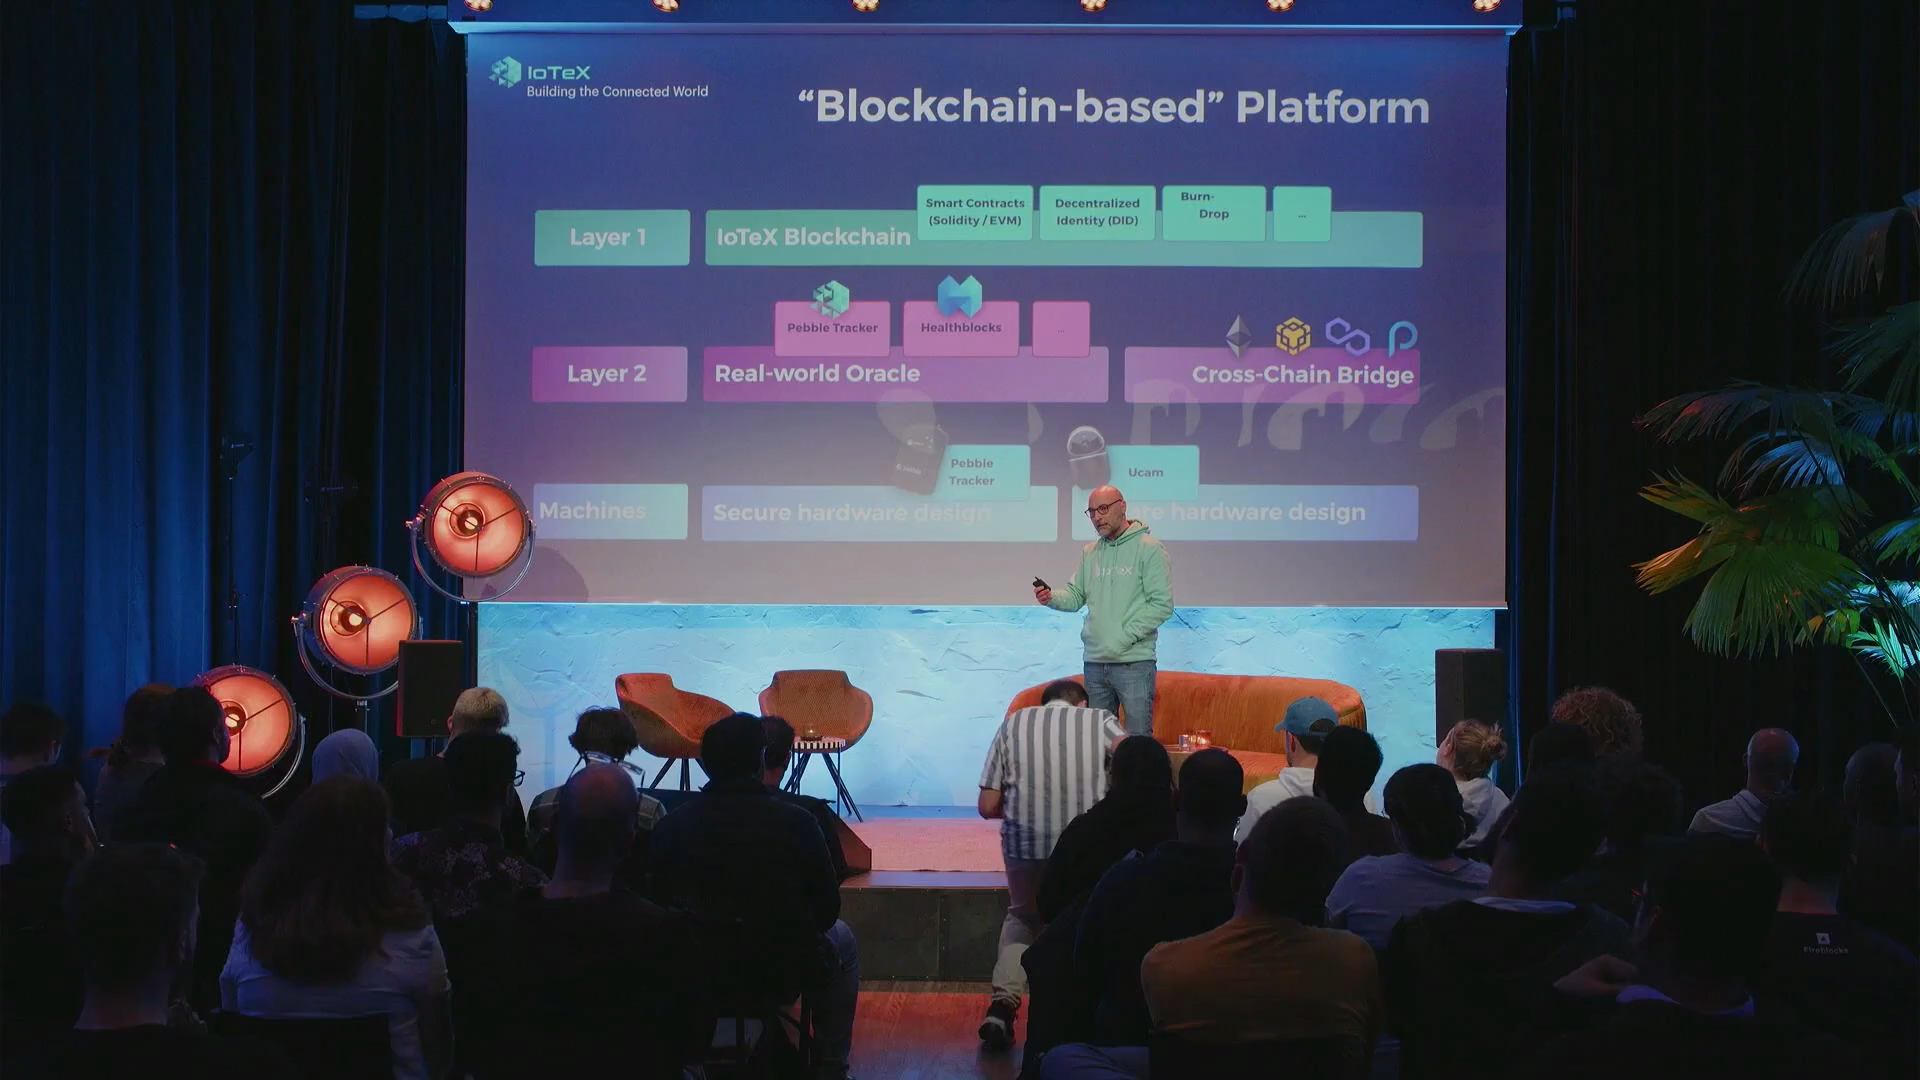 IoTeX
Building the Connected World
“Blockchain-based” Platform
Layer 1
IoTeX Blockchain
Smart Contracts
(Solidity / EVM)
Decentralized
Identity (DID)
Burn-
Drop
...
Pebble Tracker
Healthblocks
...
Layer 2
Real-world Oracle
Cross-Chain Bridge
Pebble
Tracker
Ucam
Machines
Secure hardware design
hardware design
IoTeX
Fireblocks